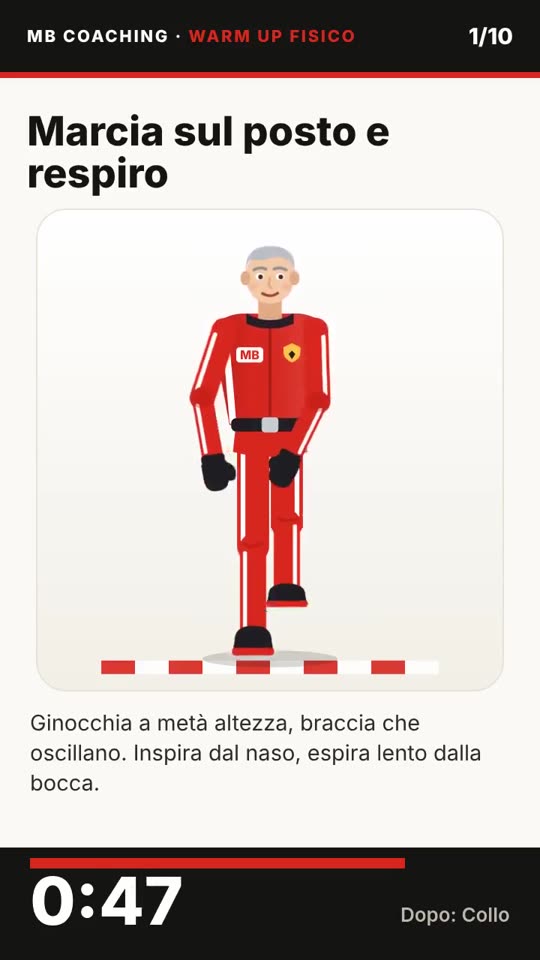 MB COACHING · WARM UP FISICO
1/10
Marcia sul posto e
respiro
MB
Ginocchia a metà altezza, braccia che
oscillano. Inspira dal naso, espira lento dalla
bocca.
0:47
Dopo: Collo